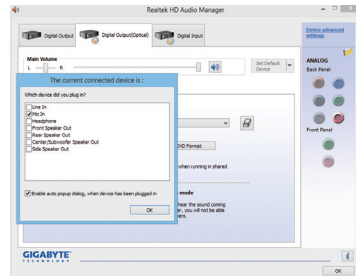 Realtek HD Audio Manager
Digital Output
Digital Output(Optical)
Digital Input
Device advanced settings
Main Volume
L
R
Set Default Device
ANALOG
Back Panel
Front Panel
The current connected device is :
Which device did you plug in?
Line In
Mic In
Headphone
Front Speaker Out
Rear Speaker Out
Center/Subwoofer Speaker Out
Side Speaker Out
Enable auto popup dialog, when device has been plugged in
OK
DVD Format
when running in shared
mode
hear the sound coming
er, you will not be able
GIGABYTE
TECHNOLOGY
OK